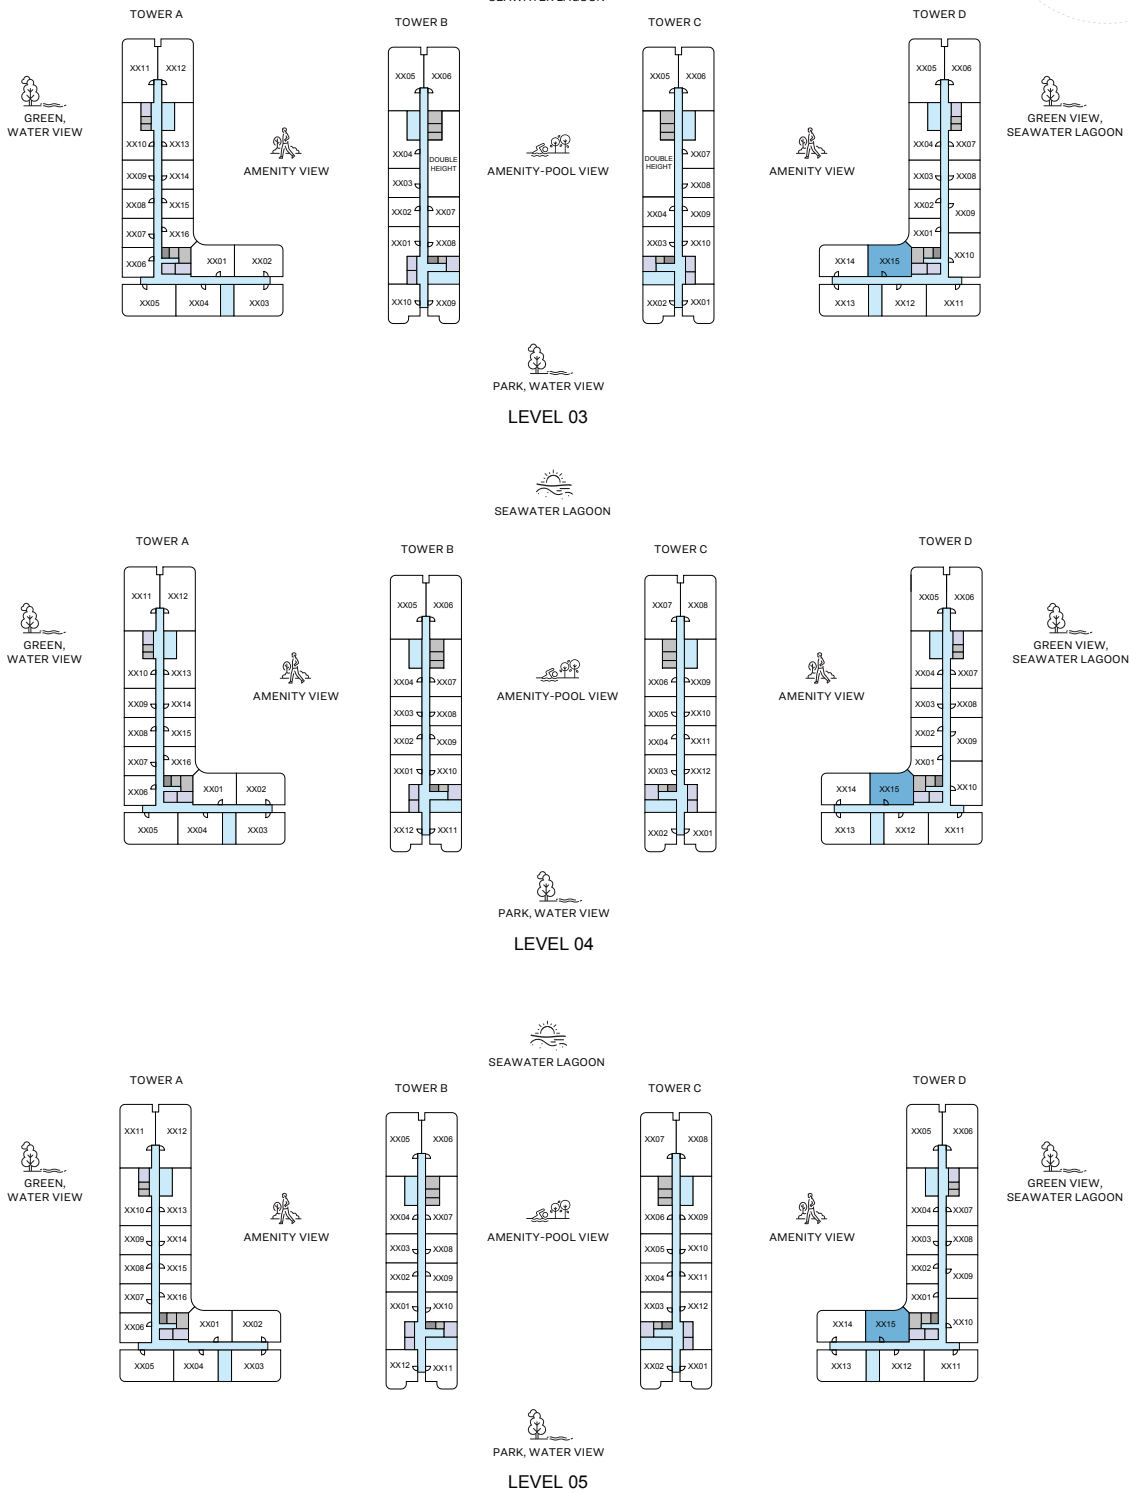 SEAWATER LAGOON
TOWER A
TOWER B
TOWER C
TOWER D
XX11
XX12
XX10
XX13
XX09
XX14
XX08
XX15
XX07
XX16
XX06
XX01
XX02
XX05
XX04
XX03
XX05
XX06
XX04
DOUBLE
HEIGHT
XX03
XX02
XX07
XX01
XX08
XX10
XX09
XX05
XX06
DOUBLE
HEIGHT
XX07
XX08
XX04
XX09
XX03
XX10
XX02
XX01
XX05
XX06
XX04
XX07
XX03
XX08
XX02
XX09
XX01
XX10
XX14
XX15
XX13
XX12
XX11
GREEN,
WATER VIEW
AMENITY VIEW
AMENITY-POOL VIEW
AMENITY VIEW
GREEN VIEW,
SEAWATER LAGOON
PARK, WATER VIEW
LEVEL 03
SEAWATER LAGOON
TOWER A
TOWER B
TOWER C
TOWER D
XX11
XX12
XX10
XX13
XX09
XX14
XX08
XX15
XX07
XX16
XX06
XX01
XX02
XX05
XX04
XX03
XX05
XX06
XX04
XX07
XX03
XX08
XX02
XX09
XX01
XX10
XX12
XX11
XX07
XX08
XX06
XX09
XX05
XX10
XX04
XX11
XX03
XX12
XX02
XX01
XX05
XX06
XX04
XX07
XX03
XX08
XX02
XX09
XX01
XX10
XX14
XX15
XX13
XX12
XX11
GREEN,
WATER VIEW
AMENITY VIEW
AMENITY-POOL VIEW
AMENITY VIEW
GREEN VIEW,
SEAWATER LAGOON
PARK, WATER VIEW
LEVEL 04
SEAWATER LAGOON
TOWER A
TOWER B
TOWER C
TOWER D
XX11
XX12
XX10
XX13
XX09
XX14
XX08
XX15
XX07
XX16
XX06
XX01
XX02
XX05
XX04
XX03
XX05
XX06
XX04
XX07
XX03
XX08
XX02
XX09
XX01
XX10
XX12
XX11
XX07
XX08
XX06
XX09
XX05
XX10
XX04
XX11
XX03
XX12
XX02
XX01
XX05
XX06
XX04
XX07
XX03
XX08
XX02
XX09
XX01
XX10
XX14
XX15
XX13
XX12
XX11
GREEN,
WATER VIEW
AMENITY VIEW
AMENITY-POOL VIEW
AMENITY VIEW
GREEN VIEW,
SEAWATER LAGOON
PARK, WATER VIEW
LEVEL 05